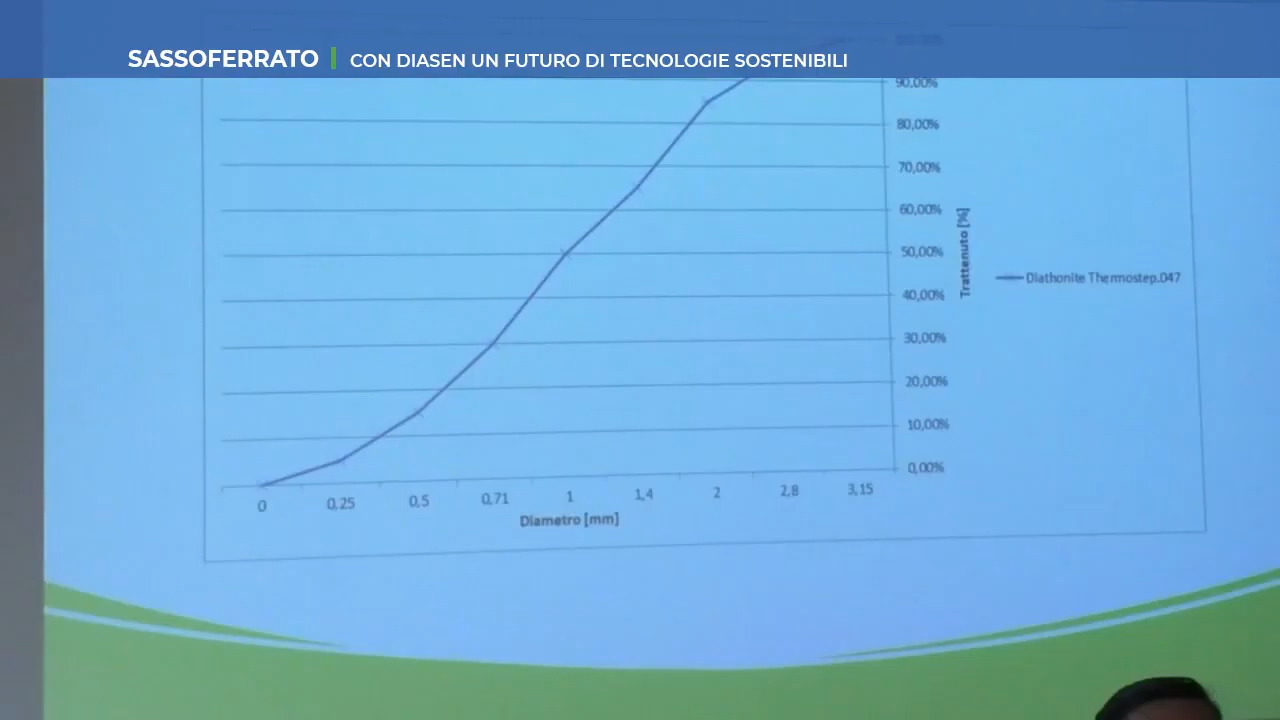 SASSOFERRATO
CON DIASEN UN FUTURO DI TECNOLOGIE SOSTENIBILI
90,00%
80,00%
70,00%
60,00%
50,00%
40,00%
30,00%
20,00%
10,00%
0,00%
Trattenuto [%]
Diathonite Thermostep.047
0 0,25 0,5 0,71 1 1,4 2 2,8 3,15
Diametro [mm]